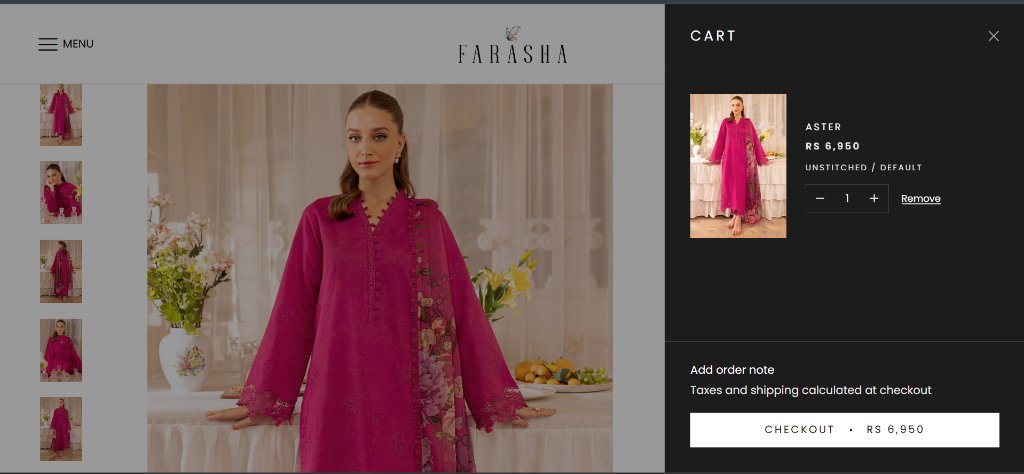 MENU
FARASHA
CART
ASTER
RS 6,950
UNSTITCHED / DEFAULT
− 1 + Remove
Add order note
Taxes and shipping calculated at checkout
CHECKOUT • RS 6,950